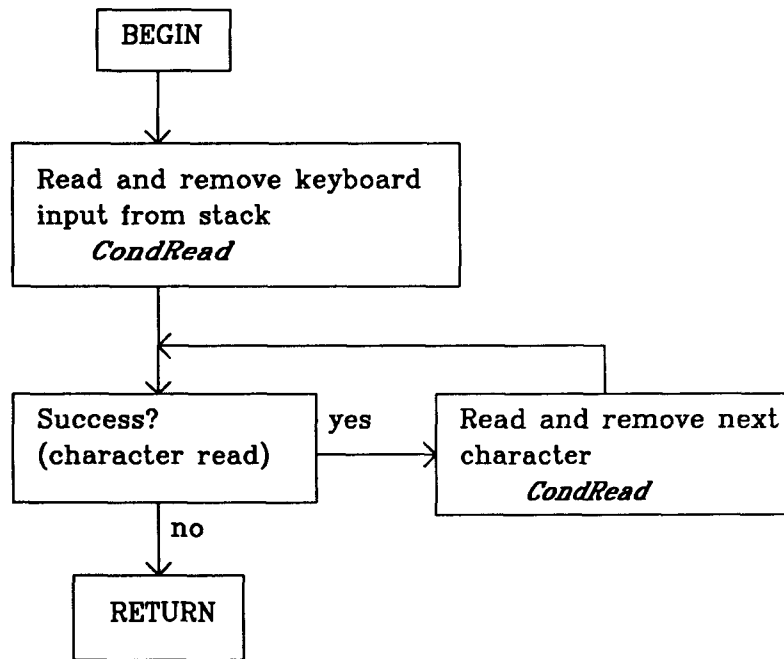 BEGIN
Read and remove keyboard
input from stack
CondRead
Success?
(character read)
yes
Read and remove next
character
CondRead
no
RETURN